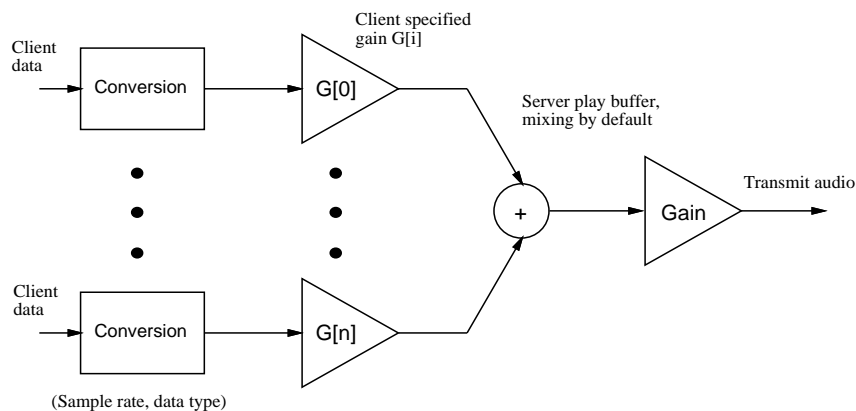 Client specified
gain G[i]
Client
data
Conversion
G[0]
Server play buffer,
mixing by default
Transmit audio
+
Gain
Client
data
Conversion
G[n]
(Sample rate, data type)